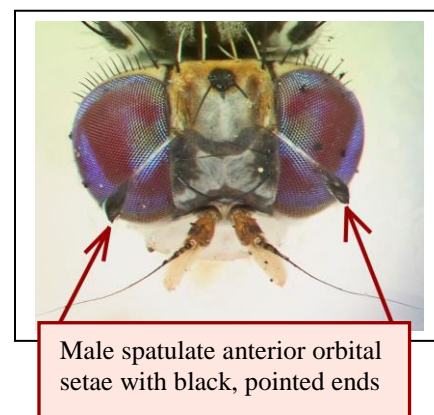 Male spatulate anterior orbital
setae with black, pointed ends